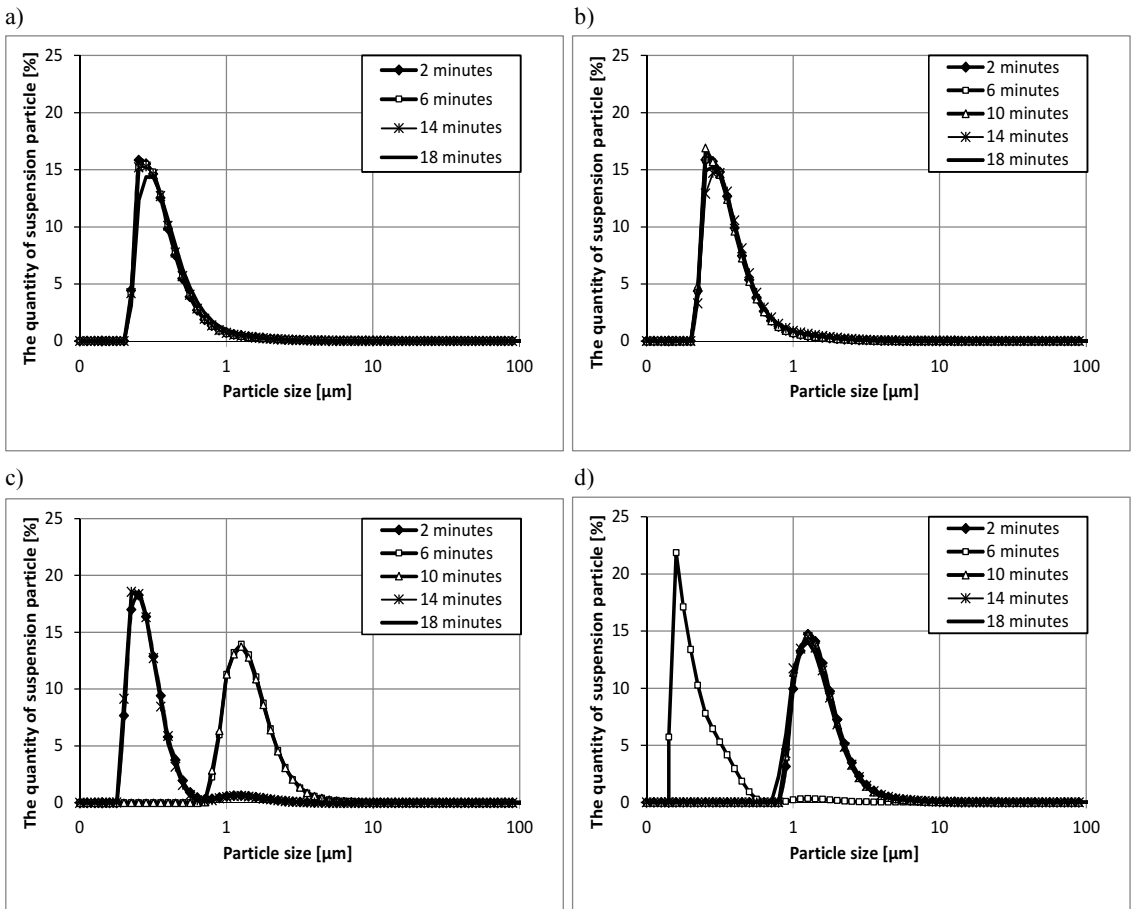 a)
The quantity of suspension particle [%]
25
20
15
10
5
0
2 minutes
6 minutes
14 minutes
18 minutes
0 1 10 100
Particle size [µm]
b)
The quantity of suspension particle [%]
25
20
15
10
5
0
2 minutes
6 minutes
10 minutes
14 minutes
18 minutes
0 1 10 100
Particle size [µm]
c)
The quantity of suspension particle [%]
25
20
15
10
5
0
2 minutes
6 minutes
10 minutes
14 minutes
18 minutes
0 1 10 100
Particle size [µm]
d)
The quantity of suspension particle [%]
25
20
15
10
5
0
2 minutes
6 minutes
10 minutes
14 minutes
18 minutes
0 1 10 100
Particle size [µm]